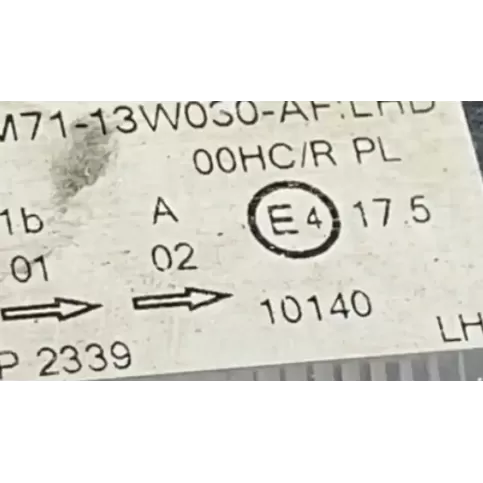 M71-13W030-AF:LHD
00HC/R PL
1b A E4 17.5
01 02
10140
P 2339 LH